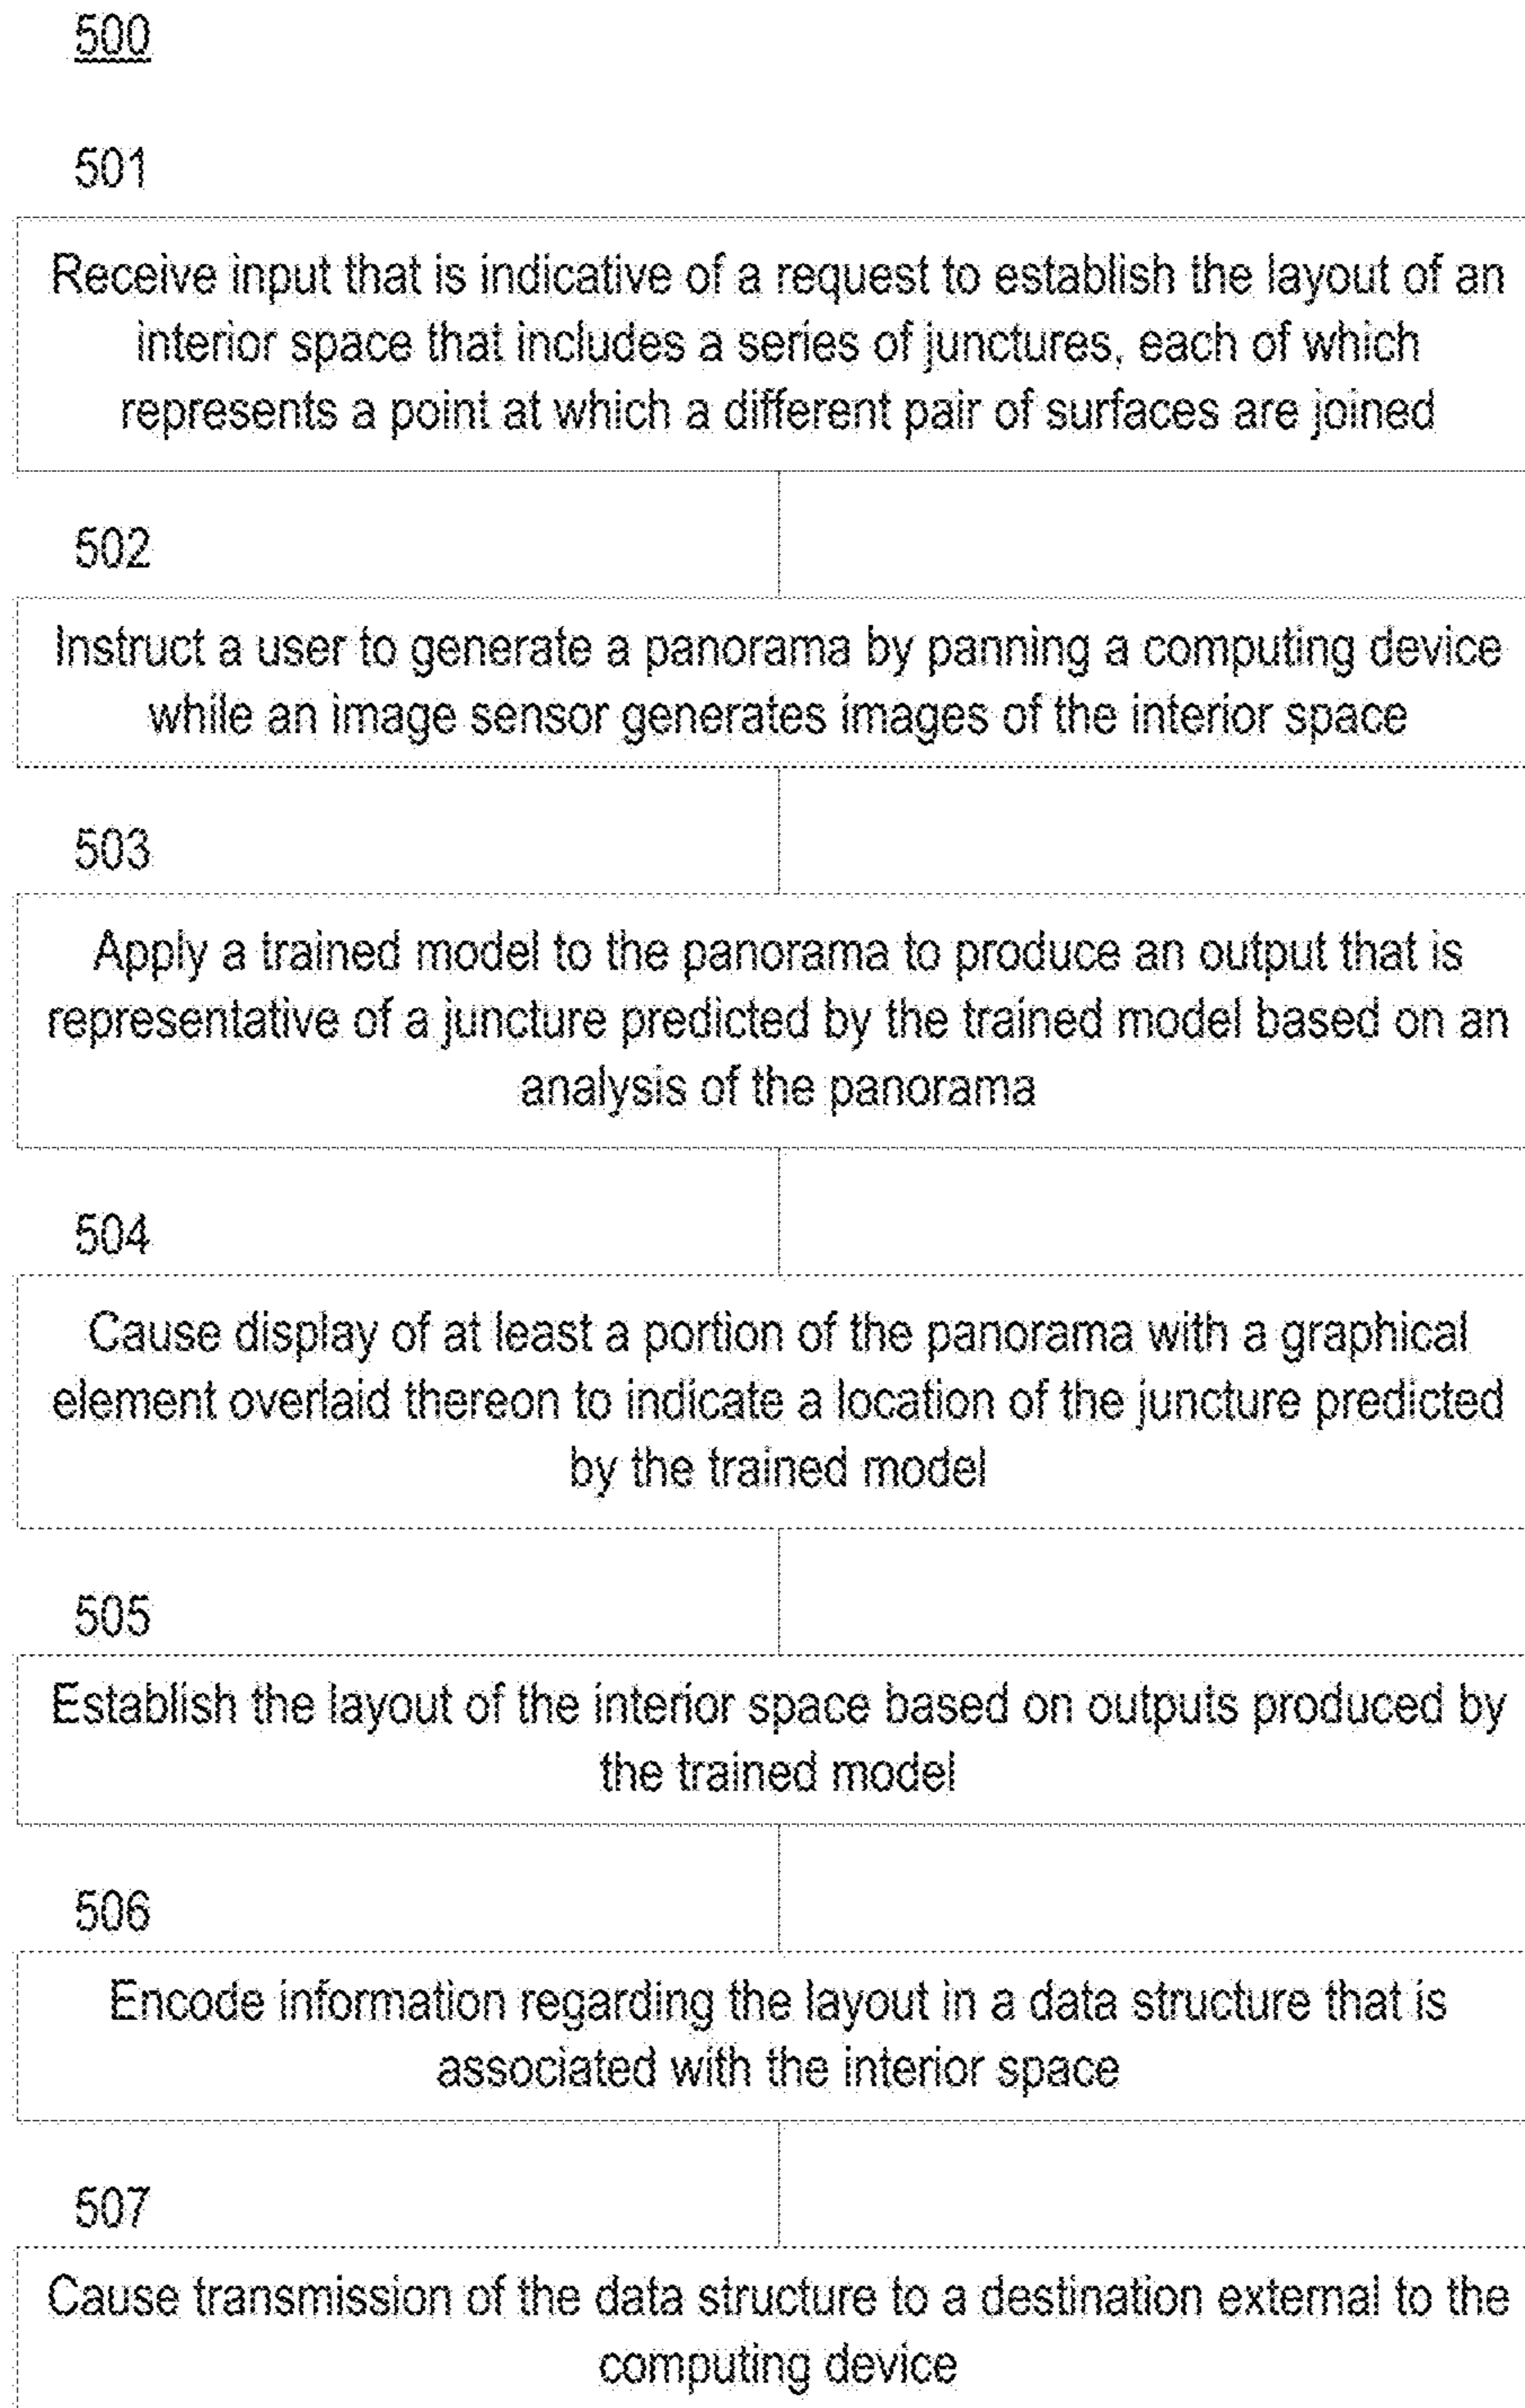 500
501
Receive input that is indicative of a request to establish the layout of an
interior space that includes a series of junctures, each of which
represents a point at which a different pair of surfaces are joined
502
Instruct a user to generate a panorama by panning a computing device
while an image sensor generates images of the interior space
503
Apply a trained model to the panorama to produce an output that is
representative of a juncture predicted by the trained model based on an
analysis of the panorama
504
Cause display of at least a portion of the panorama with a graphical
element overlaid thereon to indicate a location of the juncture predicted
by the trained model
505
Establish the layout of the interior space based on outputs produced by
the trained model
506
Encode information regarding the layout in a data structure that is
associated with the interior space
507
Cause transmission of the data structure to a destination external to the
computing device